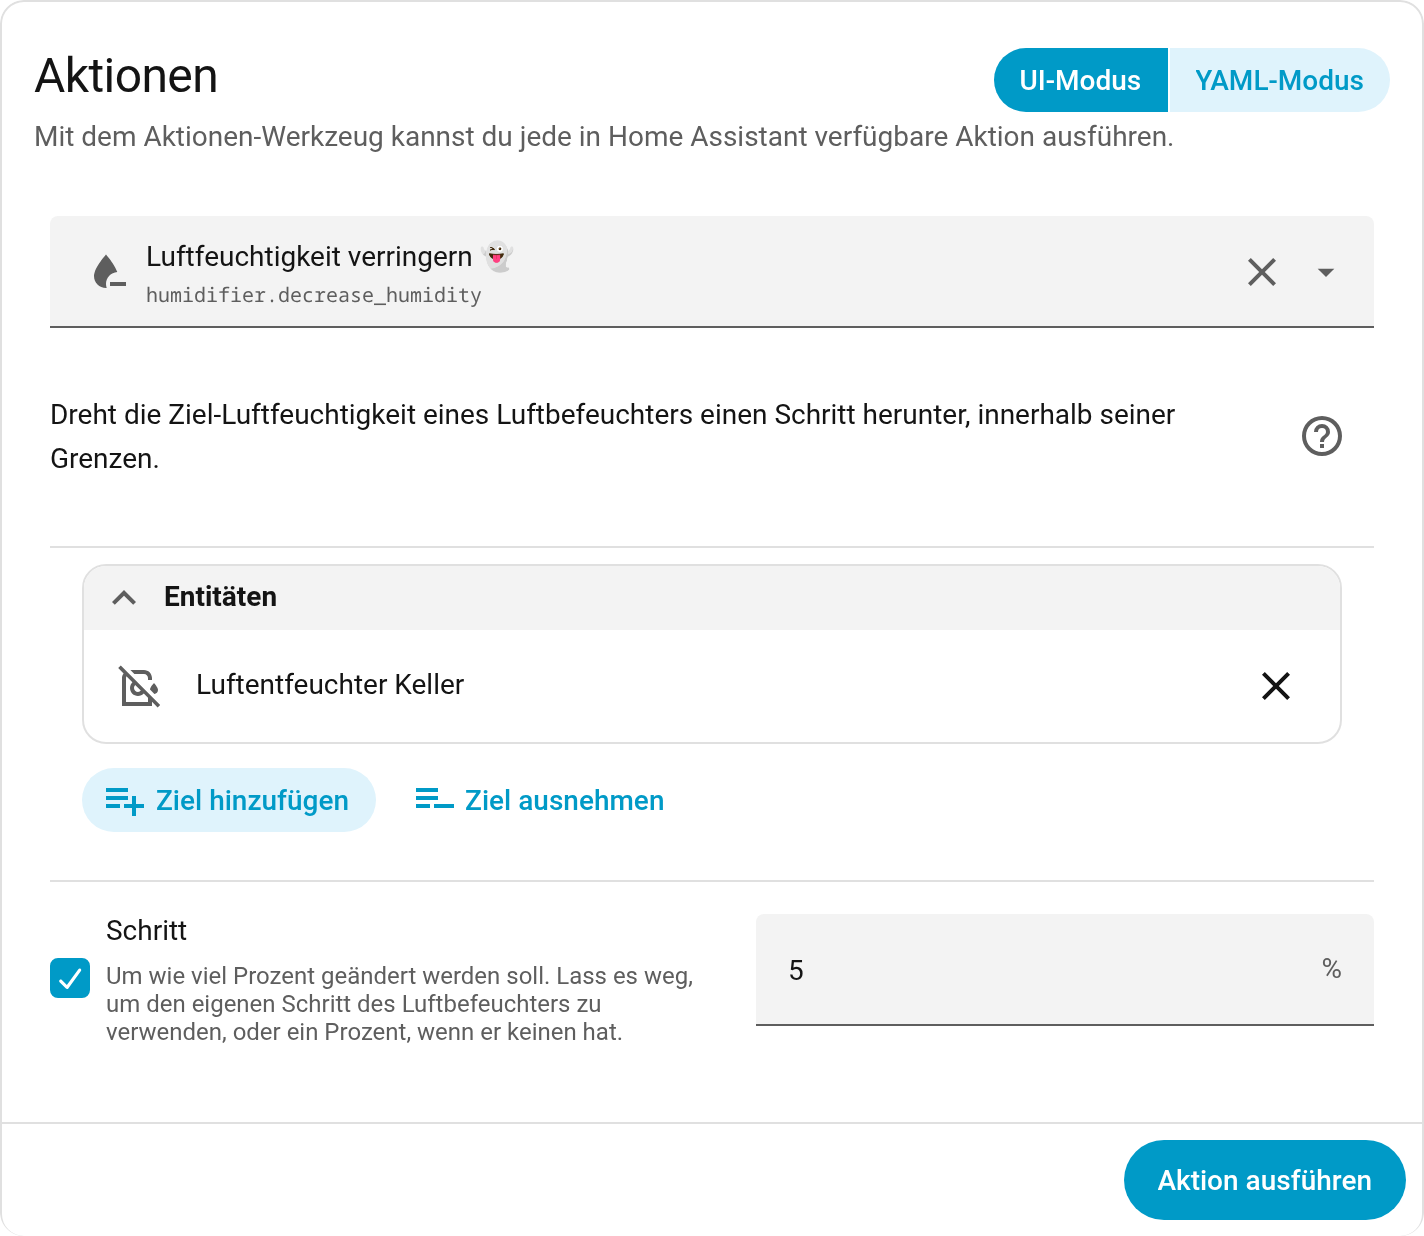 Aktionen
UI-Modus
YAML-Modus
Mit dem Aktionen-Werkzeug kannst du jede in Home Assistant verfügbare Aktion ausführen.
Luftfeuchtigkeit verringern 👻
humidifier.decrease_humidity
Dreht die Ziel-Luftfeuchtigkeit eines Luftbefeuchters einen Schritt herunter, innerhalb seiner
Grenzen.
Entitäten
Luftentfeuchter Keller
Ziel hinzufügen
Ziel ausnehmen
Schritt
Um wie viel Prozent geändert werden soll. Lass es weg,
um den eigenen Schritt des Luftbefeuchters zu
verwenden, oder ein Prozent, wenn er keinen hat.
5 %
Aktion ausführen